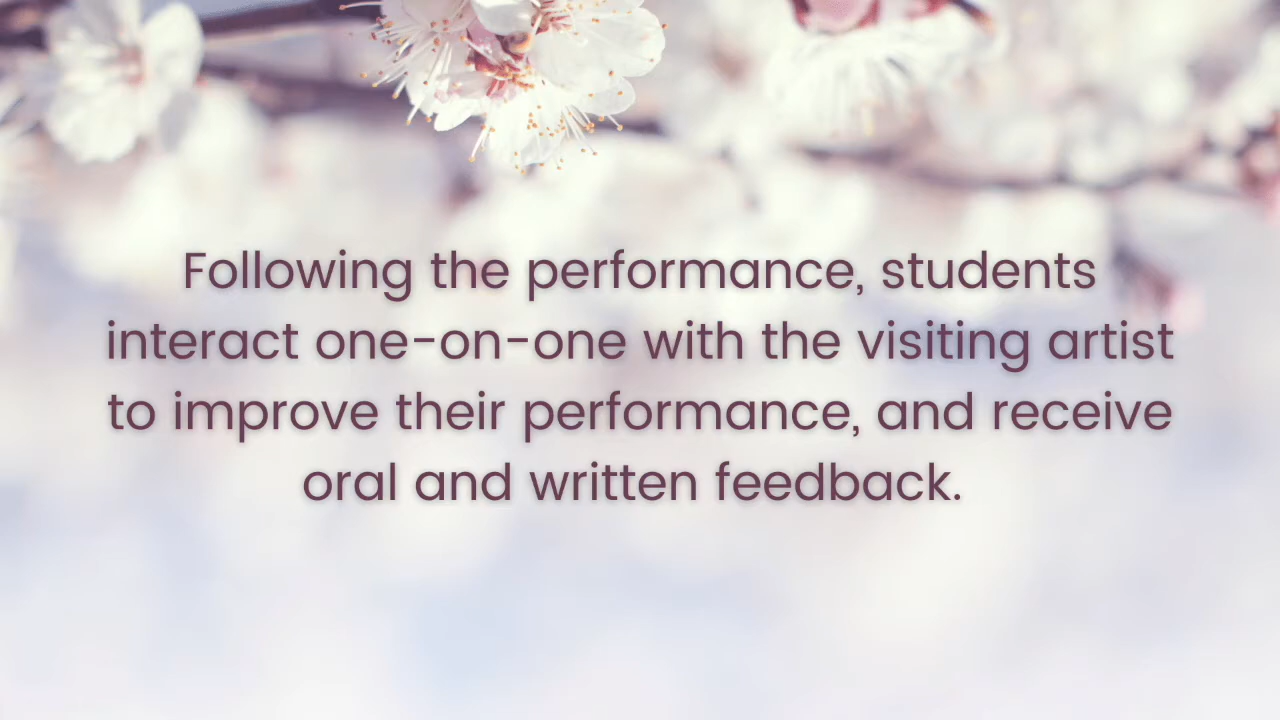 Following the performance, students
interact one-on-one with the visiting artist
to improve their performance, and receive
oral and written feedback.